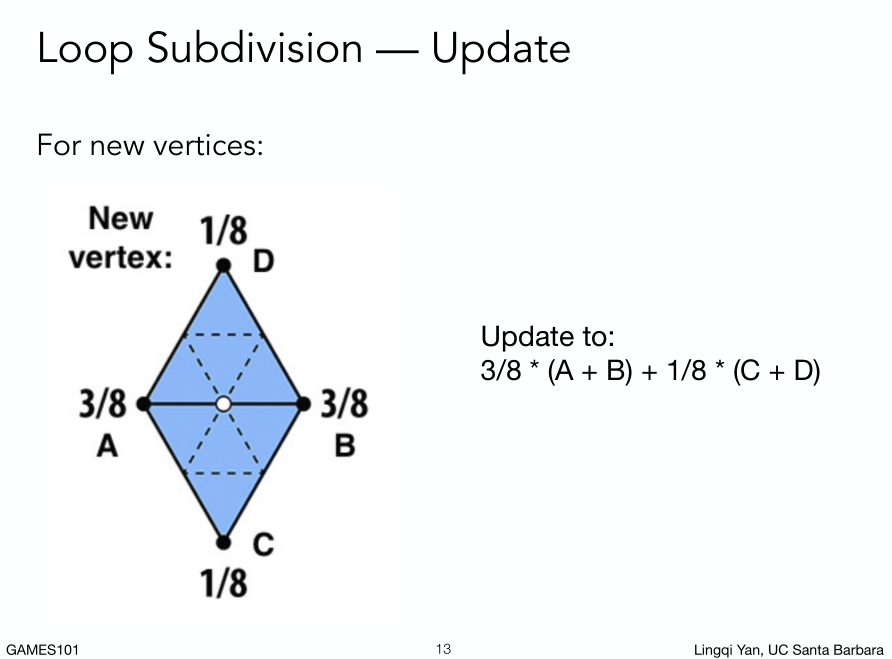 Loop Subdivision — Update
For new vertices:
New
vertex:
1/8
D
3/8
A
3/8
B
C
1/8
Update to:
3/8 * (A + B) + 1/8 * (C + D)
GAMES101
13
Lingqi Yan, UC Santa Barbara